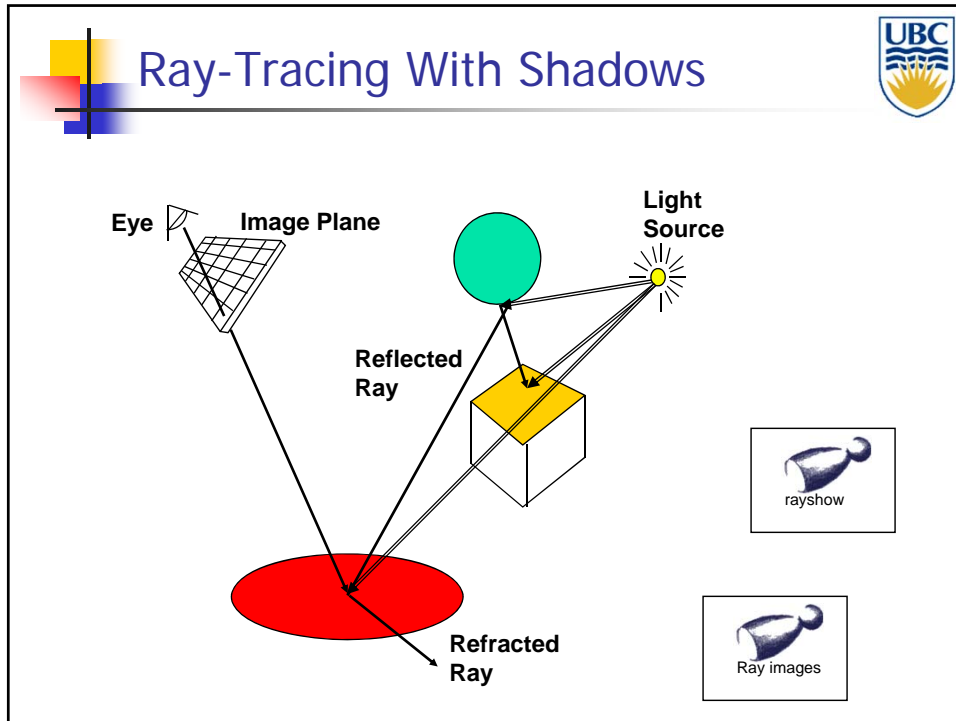 Ray-Tracing With Shadows
UBC
Eye
Image Plane
Light
Source
Reflected
Ray
rayshow
Refracted
Ray
Ray images